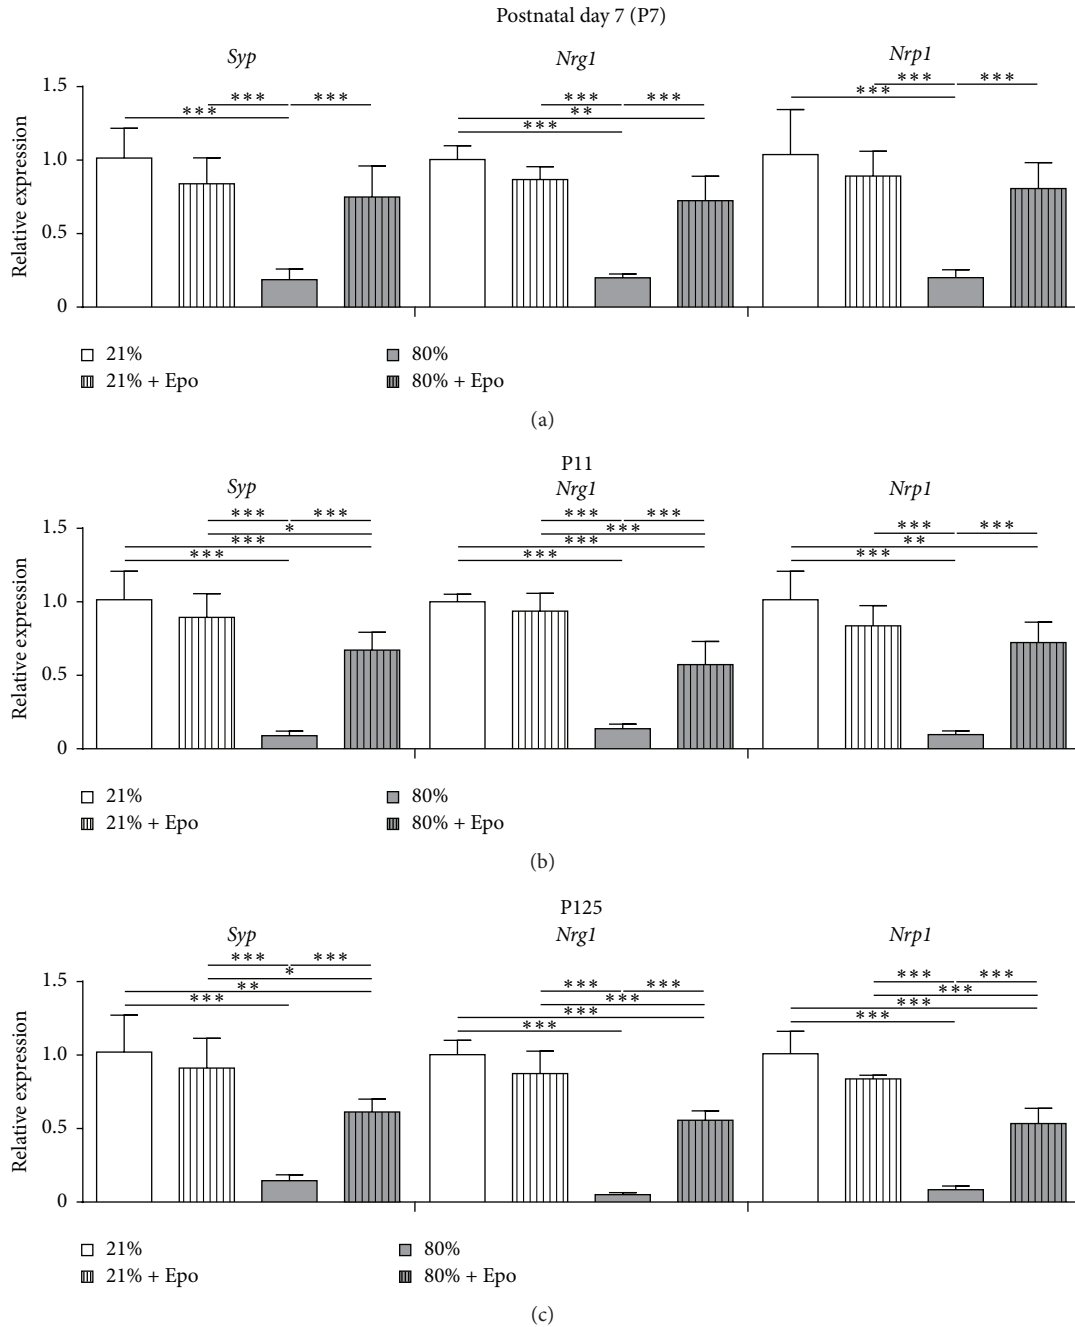 Postnatal day 7 (P7)
Syp Nrg1 Nrp1
Relative expression
1.5
1.0
0.5
0
*** *** *** *** *** ***
*** ** ***
***
21% 80%
21% + Epo 80% + Epo
(a)
P11
Syp Nrg1 Nrp1
Relative expression
1.5
1.0
0.5
0
*** *** *** *** *** ***
* *** **
*** *** ***
*** ***
21% 80%
21% + Epo 80% + Epo
(b)
P125
Syp Nrg1 Nrp1
Relative expression
1.5
1.0
0.5
0
*** *** *** *** *** ***
* *** ***
** *** ***
*** *** ***
21% 80%
21% + Epo 80% + Epo
(c)